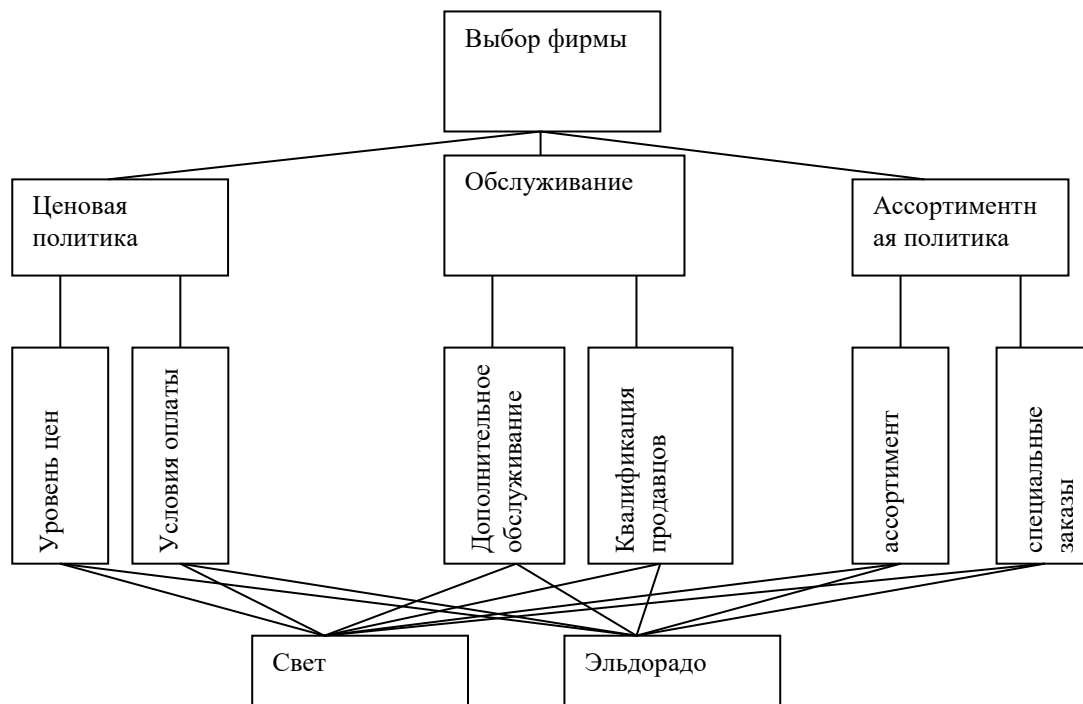 Выбор фирмы
Обслуживание
Ценовая
политика
Ассортиментн
ая политика
Уровень цен
Условия оплаты
Дополнительное
обслуживание
Квалификация
продавцов
ассортимент
специальные
заказы
Свет
Эльдорадо